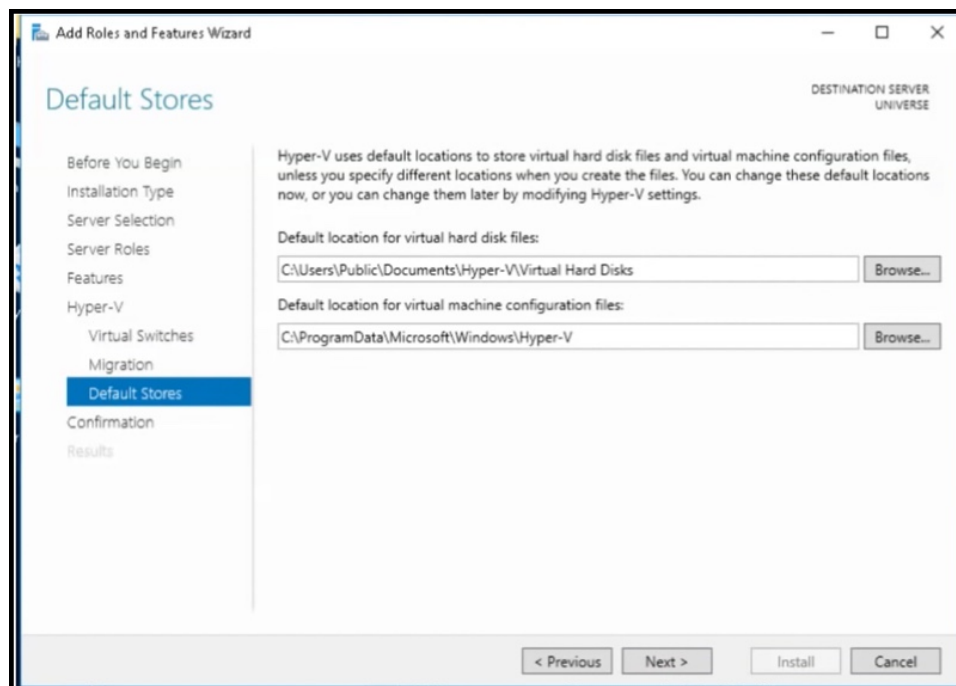 Add Roles and Features Wizard
Default Stores
DESTINATION SERVER
UNIVERSE
Before You Begin
Installation Type
Server Selection
Server Roles
Features
Hyper-V
Virtual Switches
Migration
Default Stores
Confirmation
Results
Hyper-V uses default locations to store virtual hard disk files and virtual machine configuration files,
unless you specify different locations when you create the files. You can change these default locations
now, or you can change them later by modifying Hyper-V settings.
Default location for virtual hard disk files:
C:\Users\Public\Documents\Hyper-V\Virtual Hard Disks
Browse...
Default location for virtual machine configuration files:
C:\ProgramData\Microsoft\Windows\Hyper-V
Browse...
< Previous
Next >
Install
Cancel